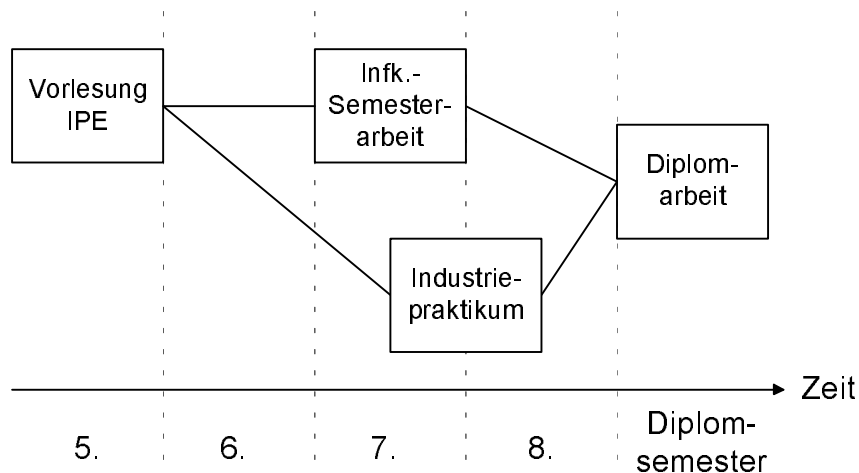 Vorlesung
IPE
Infk.-
Semester-
arbeit
Diplom-
arbeit
Industrie-
praktikum
Zeit
5.
6.
7.
8.
Diplom-
semester